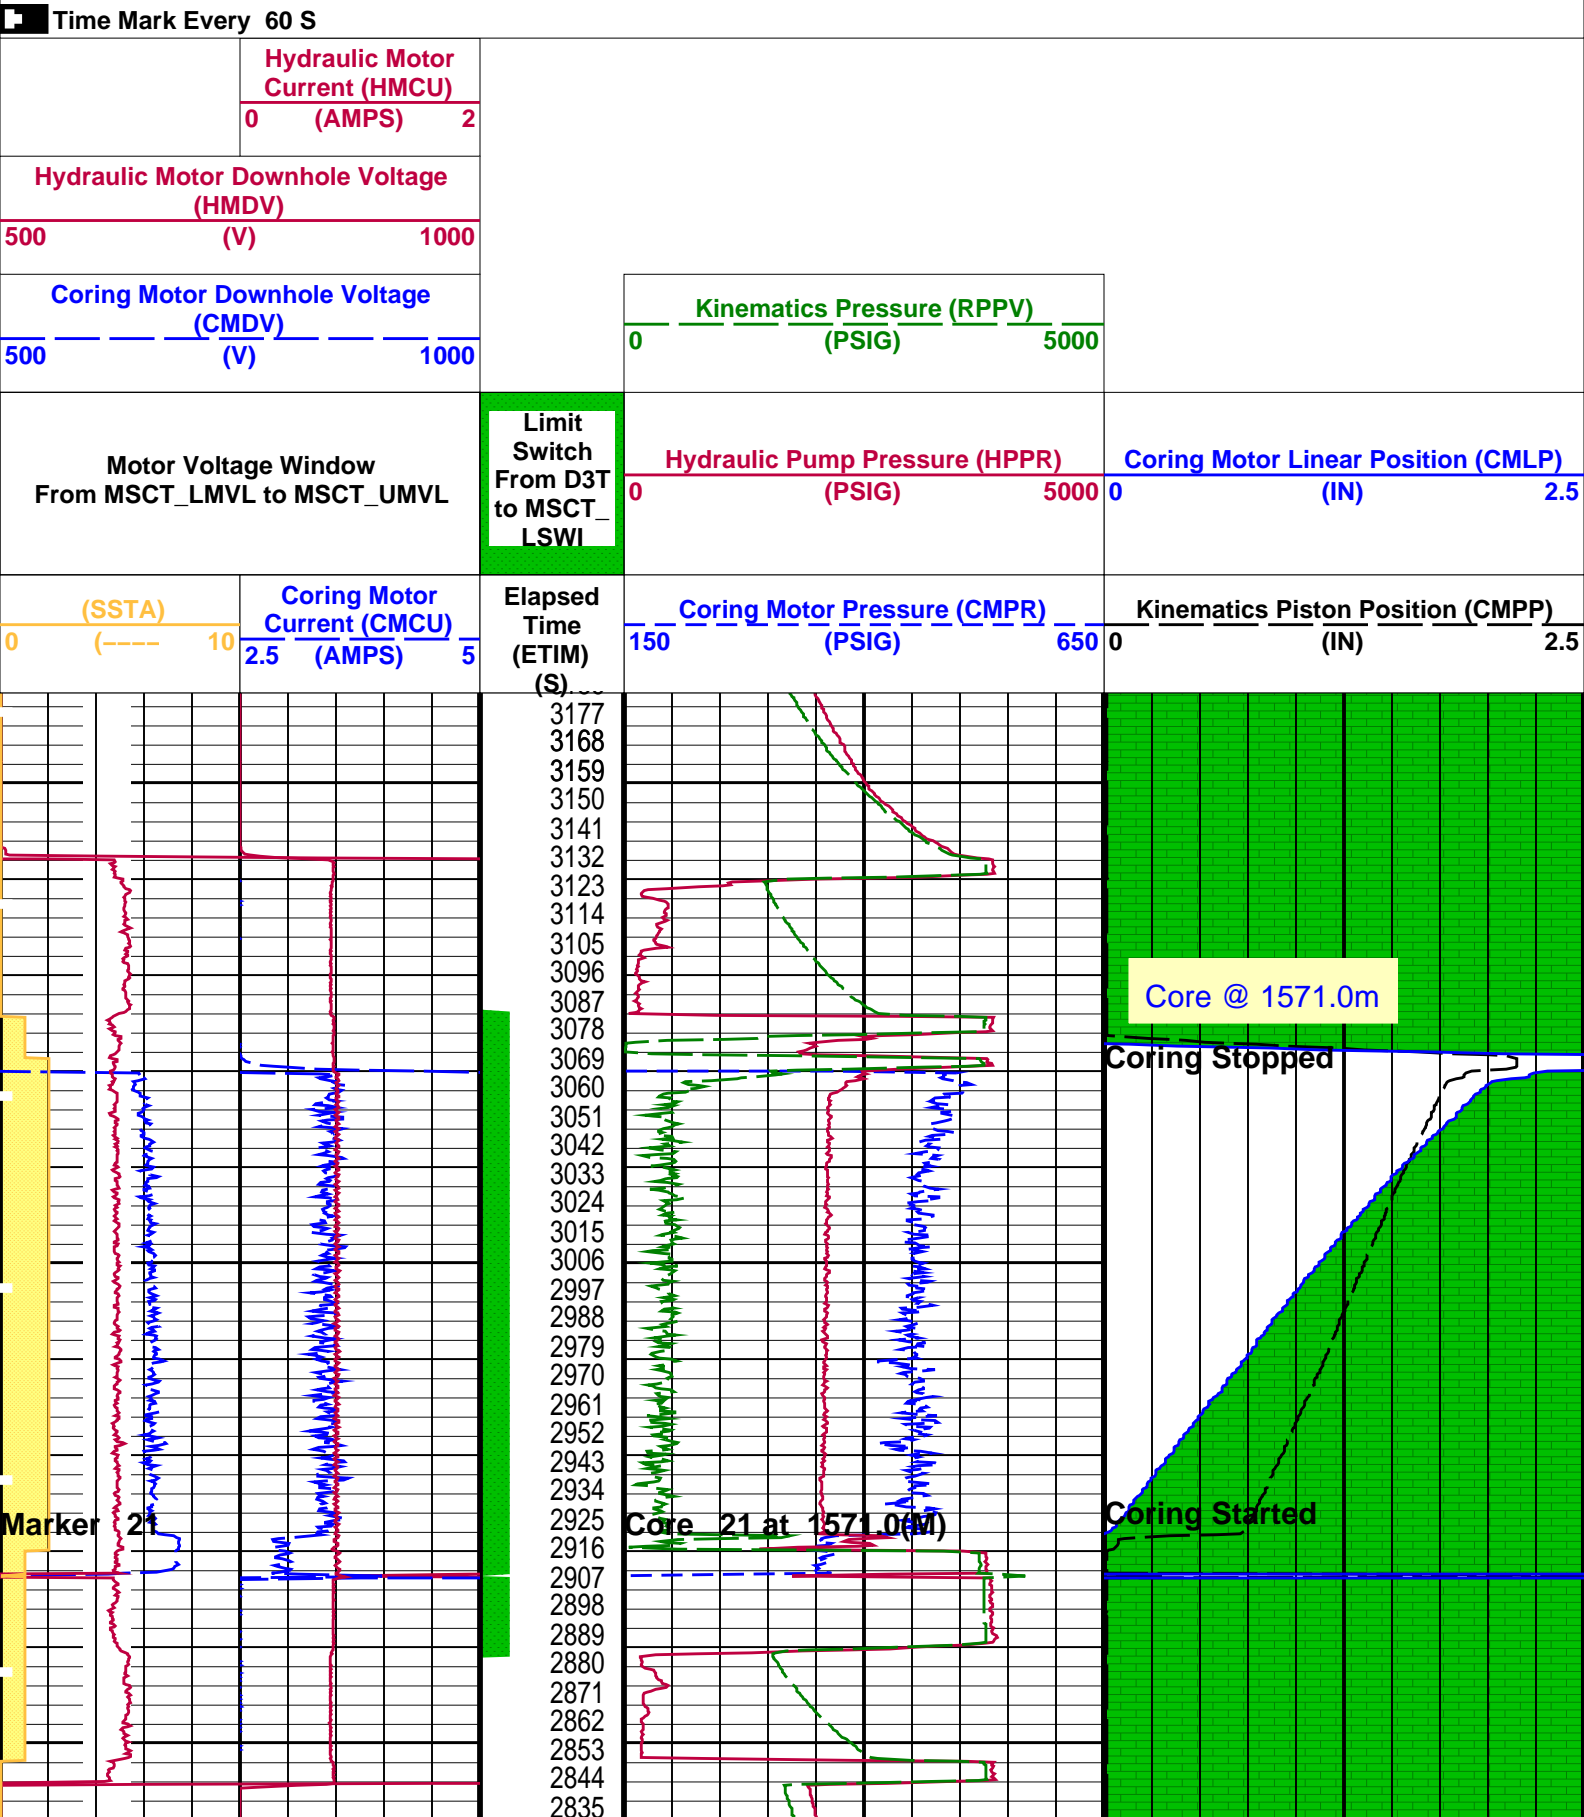 Time Mark Every 60 S
Hydraulic Motor
Current (HMCU)
0 (AMPS) 2
Hydraulic Motor Downhole Voltage
(HMDV)
500 (V) 1000
Coring Motor Downhole Voltage
(CMDV)
500 (V) 1000
Kinematics Pressure (RPPV)
0 (PSIG) 5000
Motor Voltage Window
From MSCT_LMVL to MSCT_UMVL
Limit
Switch
From D3T
to MSCT_
LSWI
Hydraulic Pump Pressure (HPPR)
0 (PSIG) 5000
Coring Motor Linear Position (CMLP)
0 (IN) 2.5
(SSTA)
0 (---- 10
Coring Motor
Current (CMCU)
2.5 (AMPS) 5
Elapsed
Time
(ETIM)
(S)
Coring Motor Pressure (CMPR)
150 (PSIG) 650
Kinematics Piston Position (CMPP)
0 (IN) 2.5
3177
3168
3159
3150
3141
3132
3123
3114
3105
3096
3087
Core @ 1571.0m
3078
3069
Coring Stopped
3060
3051
3042
3033
3024
3015
3006
2997
2988
2979
2970
2961
2952
2943
2934
2925
Marker 21
Core 21 at 1571.0(M)
Coring Started
2916
2907
2898
2889
2880
2871
2862
2853
2844
2835